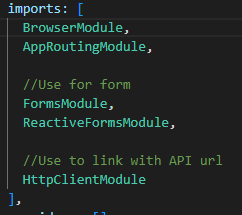 imports: [
BrowserModule,
AppRoutingModule,
//Use for form
FormsModule,
ReactiveFormsModule,
//Use to link with API url
HttpClientModule
],